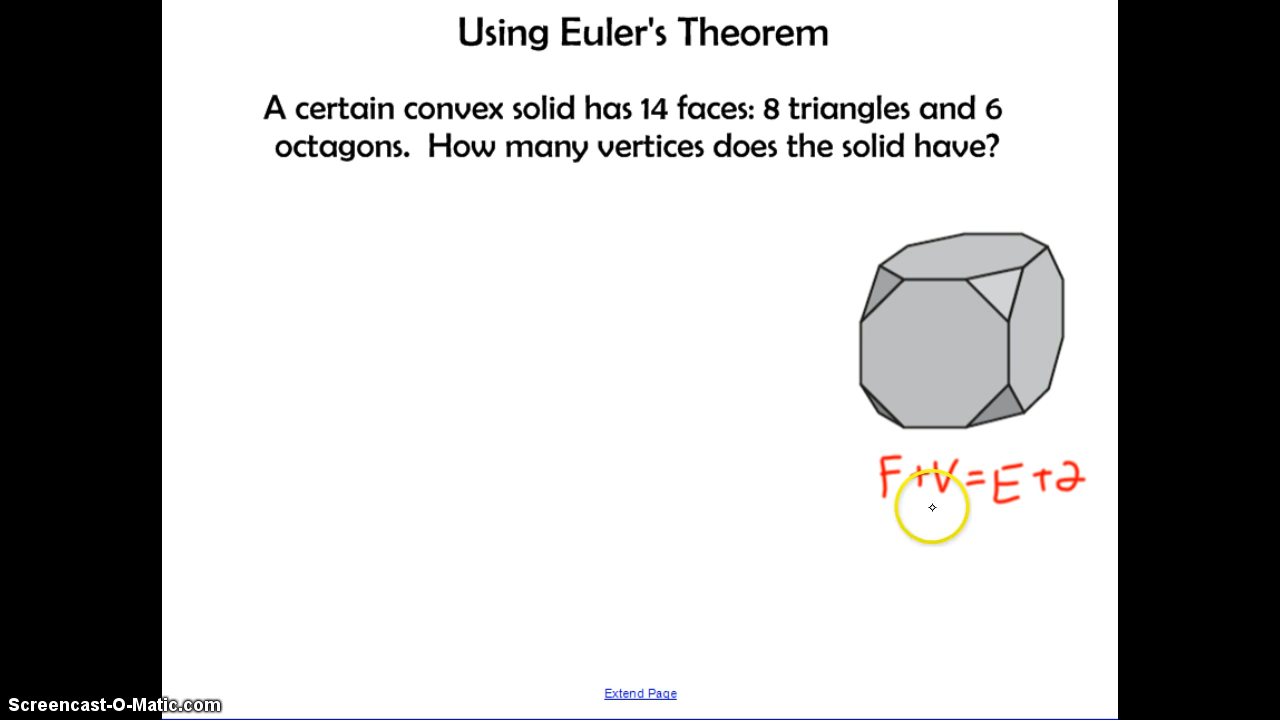 Using Euler's Theorem
A certain convex solid has 14 faces: 8 triangles and 6
octagons. How many vertices does the solid have?
F+V=E+2
Extend Page
Screencast-O-Matic.com